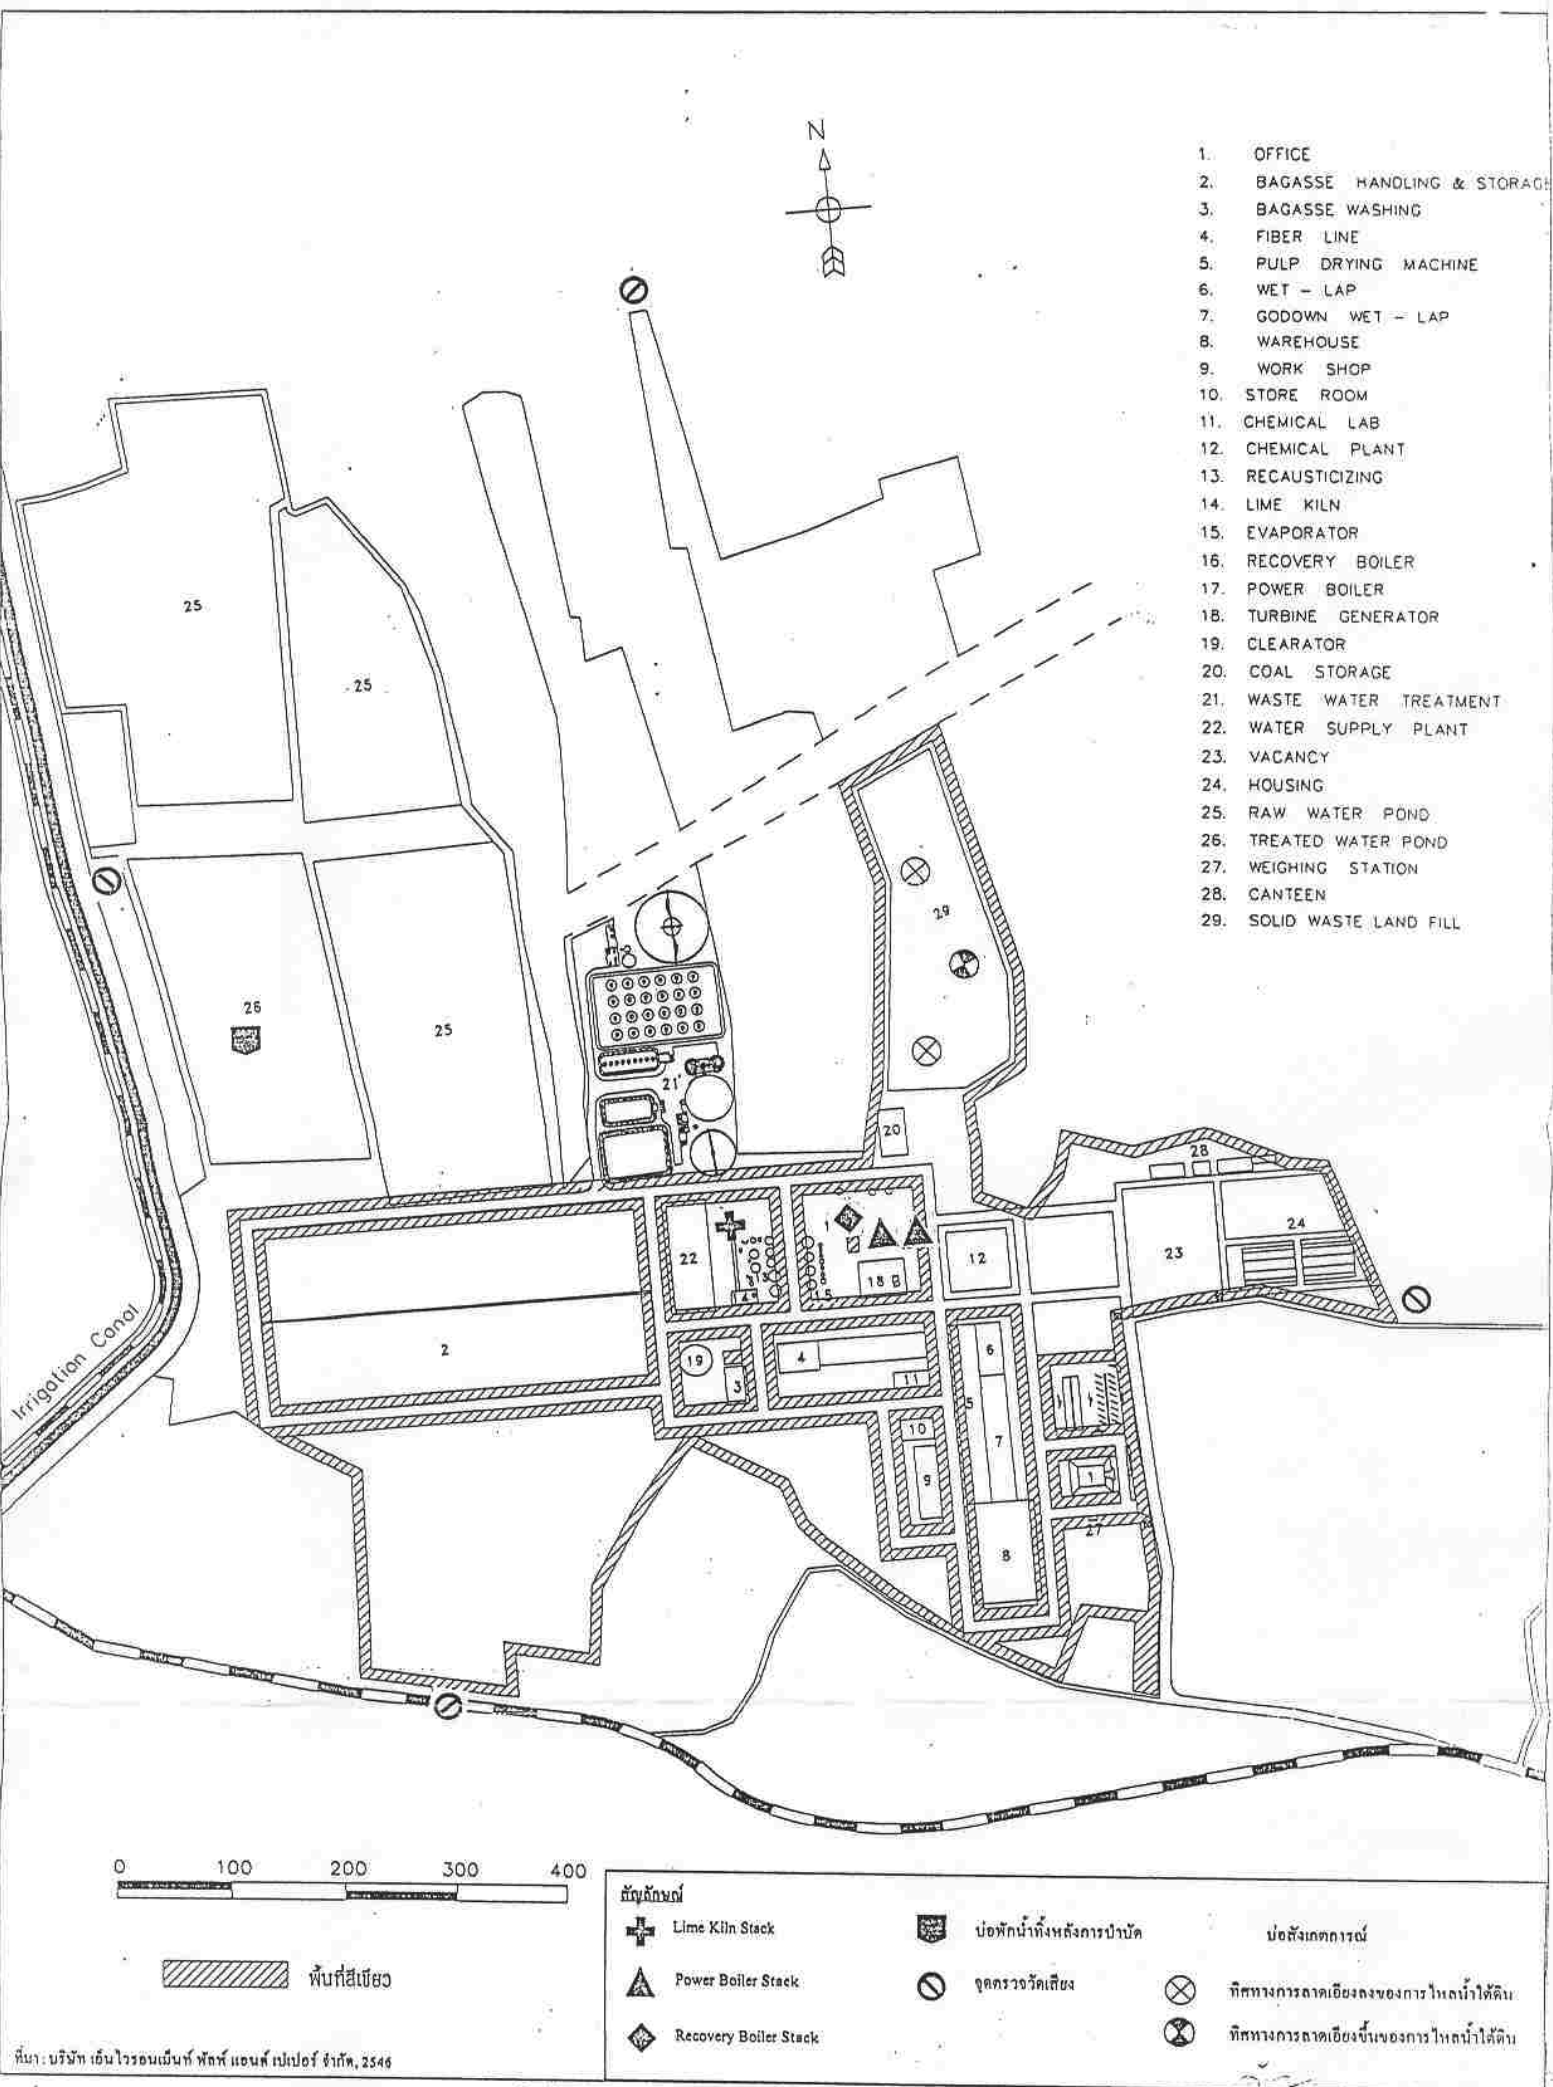 N
1. OFFICE
2. BAGASSE HANDLING & STORAGE
3. BAGASSE WASHING
4. FIBER LINE
5. PULP DRYING MACHINE
6. WET - LAP
7. GODOWN WET - LAP
8. WAREHOUSE
9. WORK SHOP
10. STORE ROOM
11. CHEMICAL LAB
12. CHEMICAL PLANT
13. RECAUSTICIZING
14. LIME KILN
15. EVAPORATOR
16. RECOVERY BOILER
17. POWER BOILER
18. TURBINE GENERATOR
19. CLEARATOR
20. COAL STORAGE
21. WASTE WATER TREATMENT
22. WATER SUPPLY PLANT
23. VACANCY
24. HOUSING
25. RAW WATER POND
26. TREATED WATER POND
27. WEIGHING STATION
28. CANTEEN
29. SOLID WASTE LAND FILL
25
25
29
26
25
21
20
28
24
22
12
23
13
18
15
2
19
4
6
3
11
5
10
7
9
1
27
8
Irrigation Canal
0 100 200 300 400
พื้นที่สีเขียว
ที่มา : บริษัท เอ็นไวรอนเม็นท์ พัลพ์ แอนด์ เปเปอร์ จำกัด, 2546
สัญลักษณ์
Lime Kiln Stack
Power Boiler Stack
Recovery Boiler Stack
บ่อพักน้ำทิ้งหลังการบำบัด
จุดตรวจวัดเสียง
บ่อสังเกตการณ์
ทิศทางการลาดเอียงลงของการไหลน้ำใต้ดิน
ทิศทางการลาดเอียงขึ้นของการไหลน้ำใต้ดิน